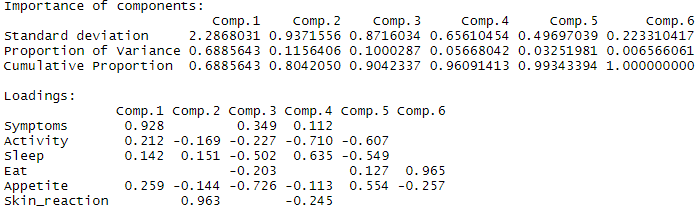 Importance of components:
Comp.1 Comp.2 Comp.3 Comp.4 Comp.5 Comp.6
Standard deviation 2.2868031 0.9371556 0.8716034 0.65610454 0.49697039 0.223310417
Proportion of Variance 0.6885643 0.1156406 0.1000287 0.05668042 0.03251981 0.006566061
Cumulative Proportion 0.6885643 0.8042050 0.9042337 0.96091413 0.99343394 1.000000000
Loadings:
Comp.1 Comp.2 Comp.3 Comp.4 Comp.5 Comp.6
Symptoms 0.928 0.349 0.112
Activity 0.212 -0.169 -0.227 -0.710 -0.607
Sleep 0.142 0.151 -0.502 0.635 -0.549
Eat -0.203 0.127 0.965
Appetite 0.259 -0.144 -0.726 -0.113 0.554 -0.257
Skin_reaction 0.963 -0.245